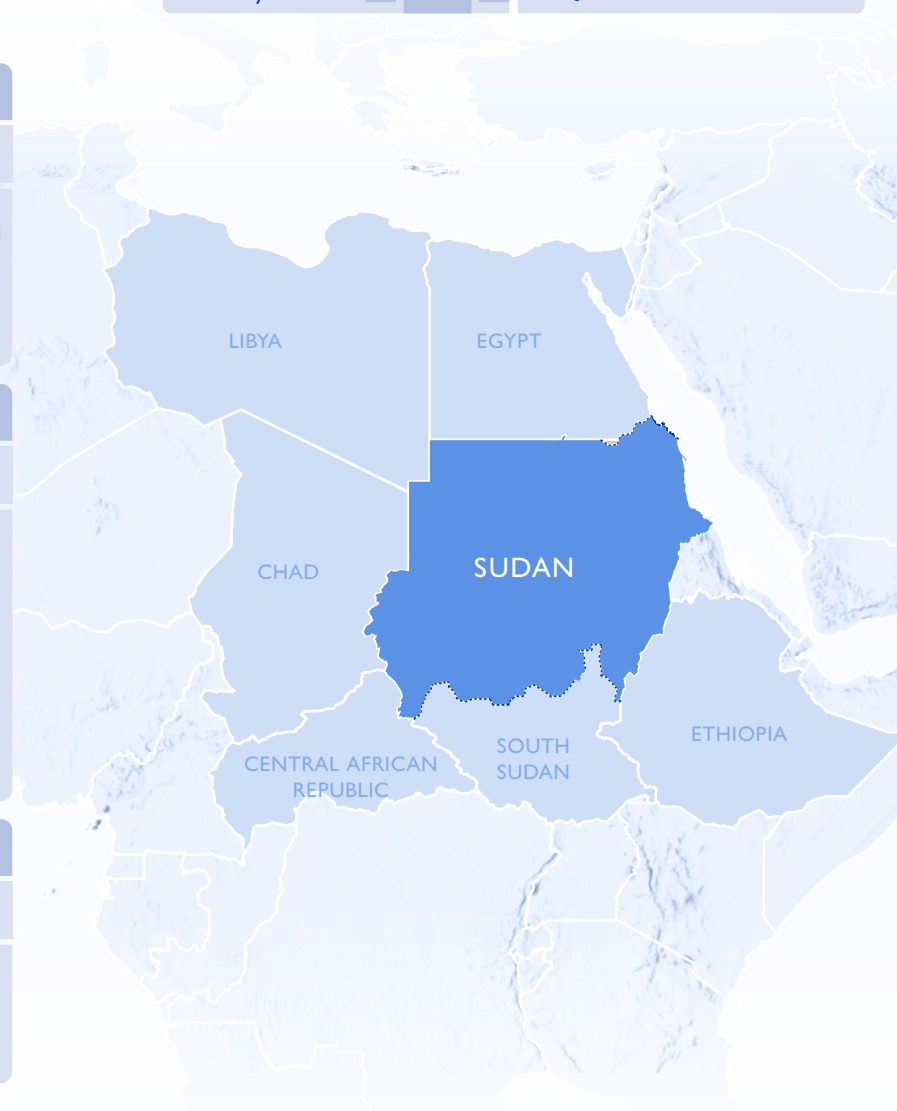 LIBYA
EGYPT
CHAD
SUDAN
ETHIOPIA
SOUTH
SUDAN
CENTRAL AFRICAN
REPUBLIC